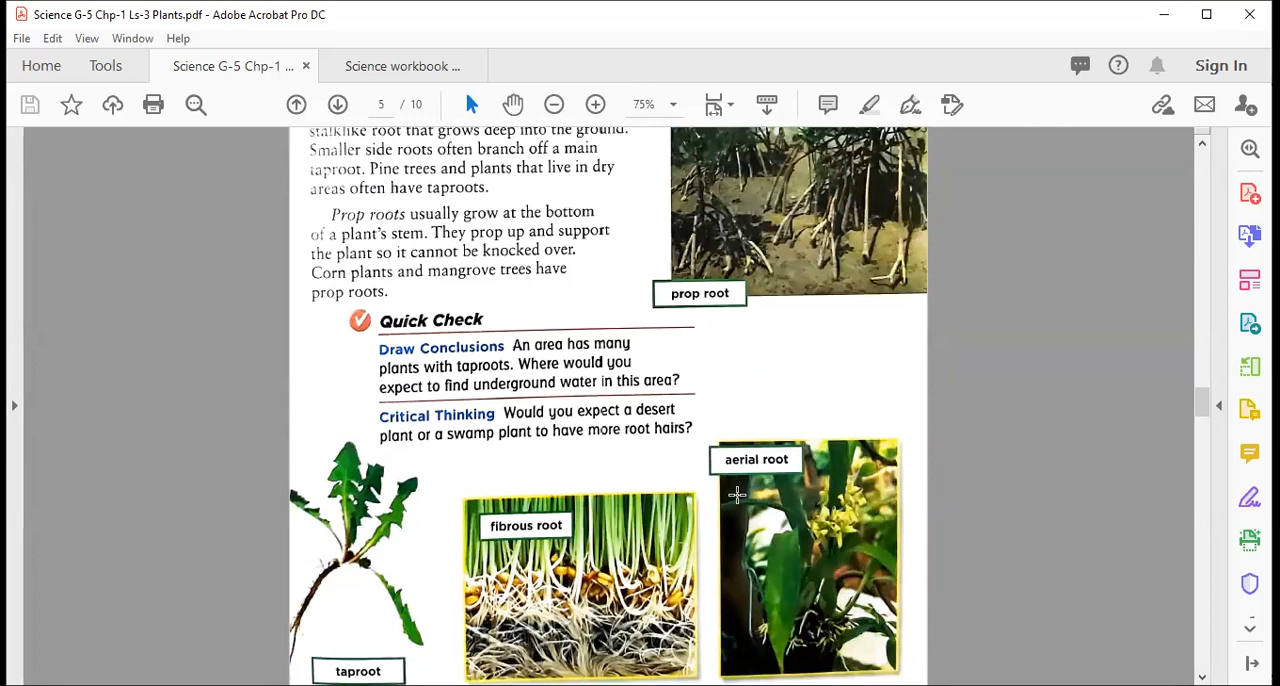 Science G-5 Chp-1 Ls-3 Plants.pdf - Adobe Acrobat Pro DC
File Edit View Window Help
Home Tools Science G-5 Chp-1 ... × Science workbook ... Sign In
5 / 10 75%
stalklike root that grows deep into the ground.
Smaller side roots often branch off a main
taproot. Pine trees and plants that live in dry
areas often have taproots.
Prop roots usually grow at the bottom
of a plant's stem. They prop up and support
the plant so it cannot be knocked over.
Corn plants and mangrove trees have
prop roots.
prop root
Quick Check
Draw Conclusions An area has many
plants with taproots. Where would you
expect to find underground water in this area?
Critical Thinking Would you expect a desert
plant or a swamp plant to have more root hairs?
aerial root
fibrous root
taproot